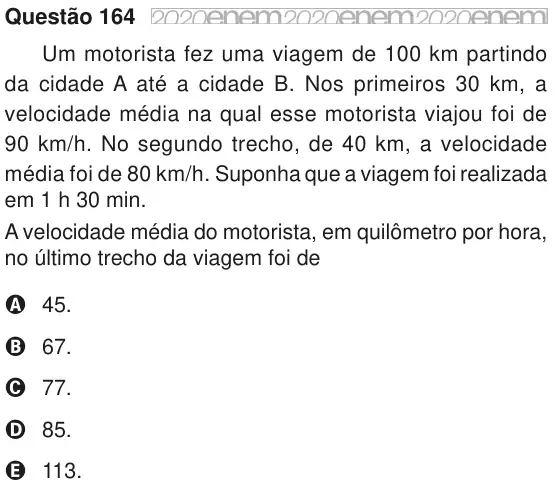 Questão 164 2020enem2020enem2020enem
Um motorista fez uma viagem de 100 km partindo
da cidade A até a cidade B. Nos primeiros 30 km, a
velocidade média na qual esse motorista viajou foi de
90 km/h. No segundo trecho, de 40 km, a velocidade
média foi de 80 km/h. Suponha que a viagem foi realizada
em 1 h 30 min.
A velocidade média do motorista, em quilômetro por hora,
no último trecho da viagem foi de
A 45.
B 67.
C 77.
D 85.
E 113.